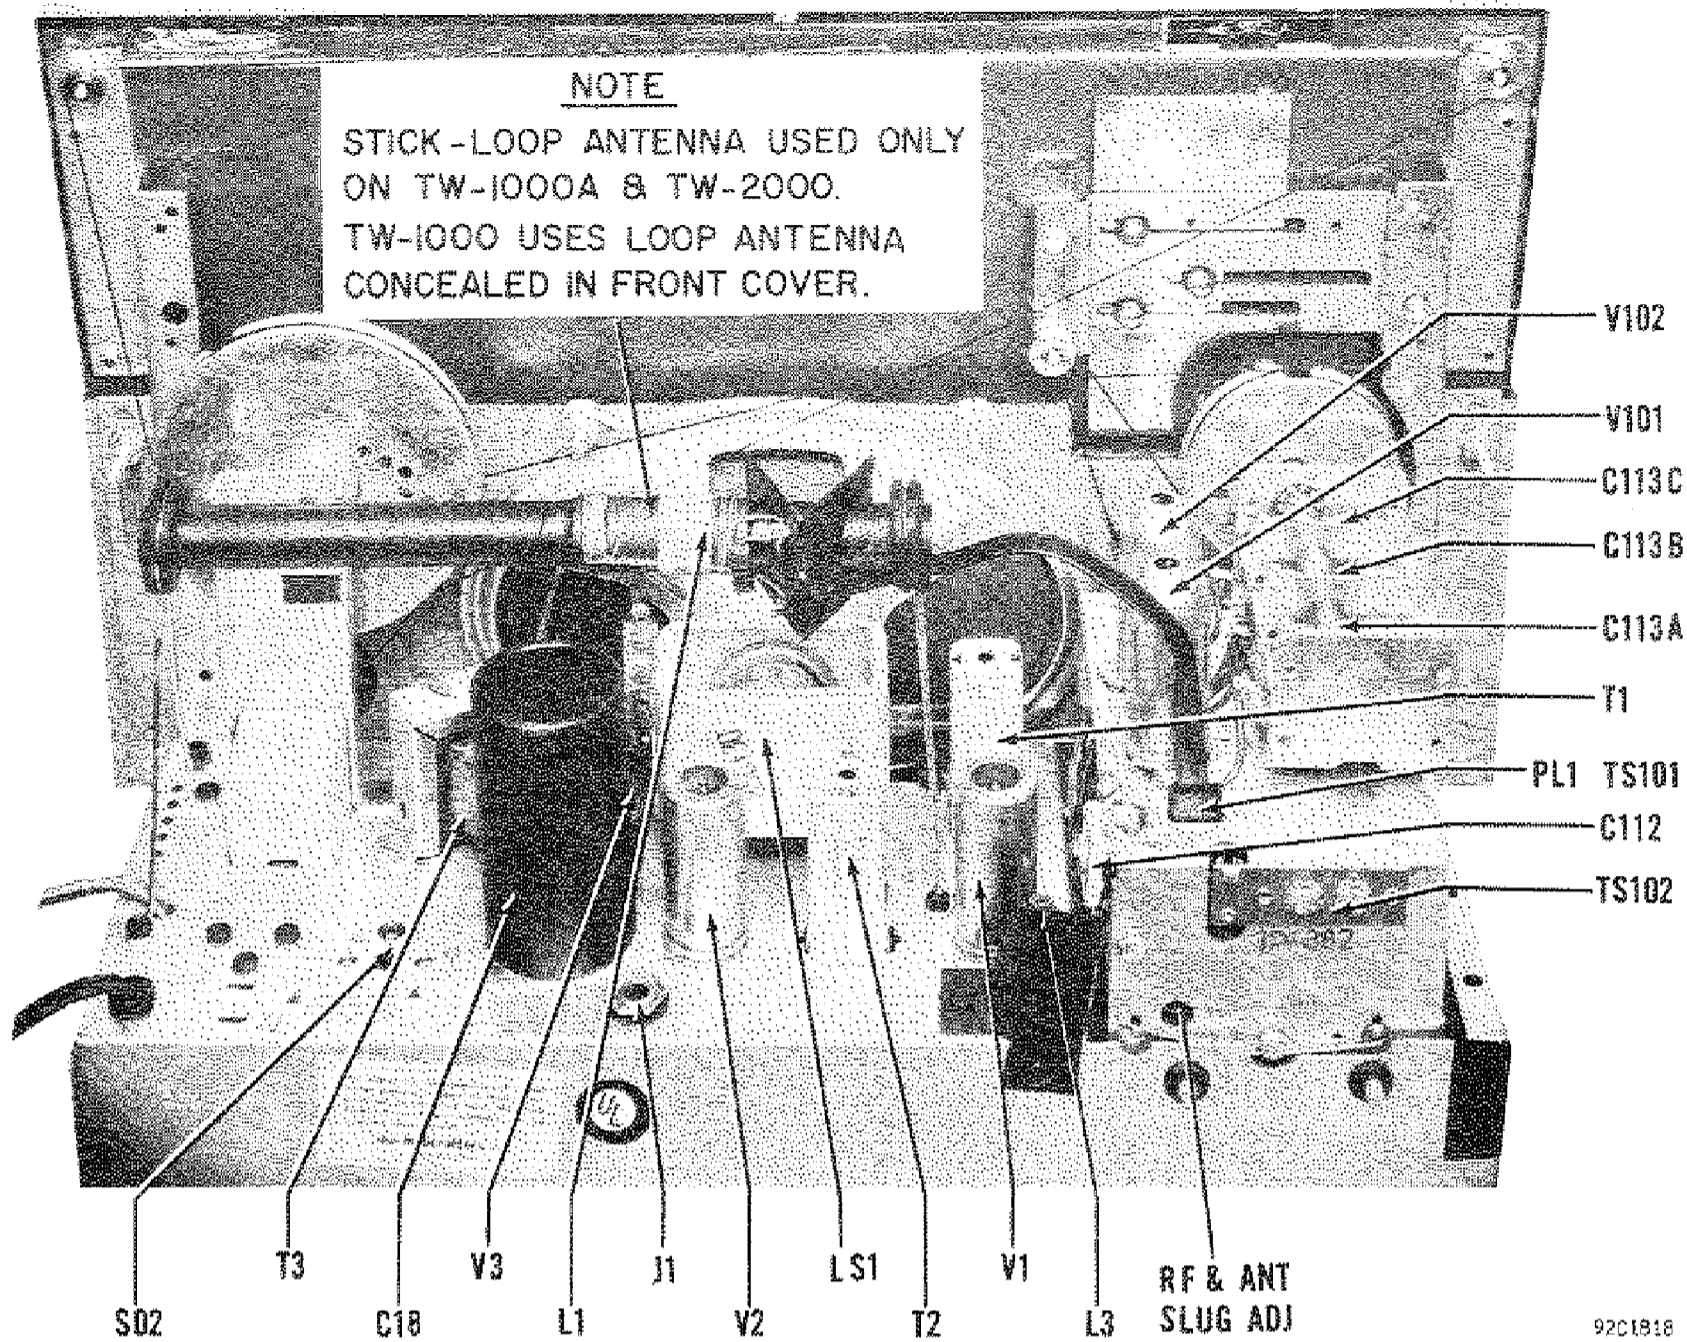 NOTE
STICK-LOOP ANTENNA USED ONLY
ON TW-1000A & TW-2000.
TW-1000 USES LOOP ANTENNA
CONCEALED IN FRONT COVER.
V102
V101
C113C
C113B
C113A
T1
PL1 TS101
C112
TS102
UL
T3
V3
J1
LS1
V1
RF & ANT
SLUG ADJ
SO2
C18
L1
V2
T2
L3
92C1818